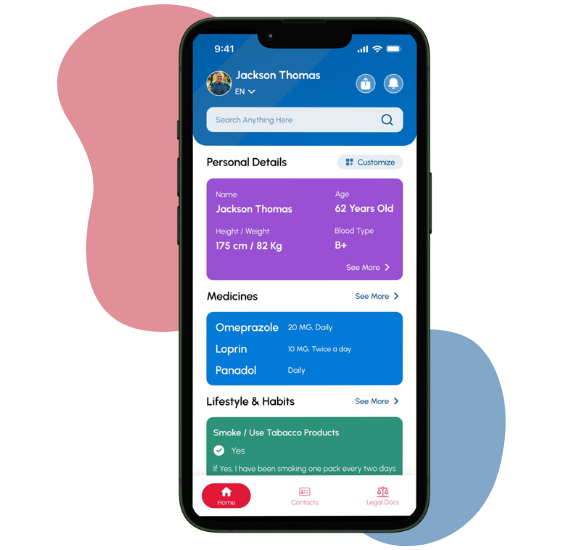 9:41
Jackson Thomas
EN
Search Anything Here
Personal Details
Customize
Name
Age
Jackson Thomas
62 Years Old
Height / Weight
Blood Type
175 cm / 82 Kg
B+
See More
Medicines
See More
Omeprazole 20 MG, Daily
Loprin 10 MG, Twice a day
Panadol Daily
Lifestyle & Habits
See More
Smoke / Use Tabacco Products
Yes
If Yes, I have been smoking one pack every two days
Home
Contacts
Legal Docs